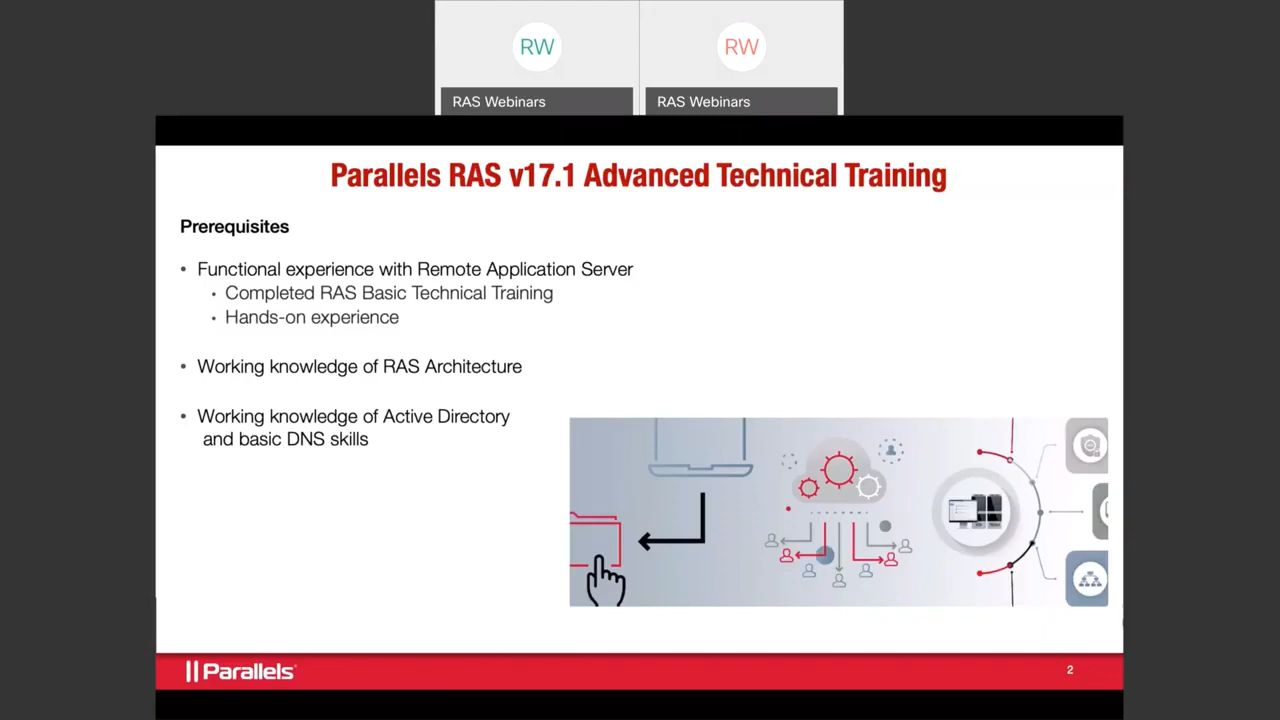 RW
RW
RAS Webinars
RAS Webinars
Parallels RAS v17.1 Advanced Technical Training
Prerequisites
• Functional experience with Remote Application Server
• Completed RAS Basic Technical Training
• Hands-on experience
• Working knowledge of RAS Architecture
• Working knowledge of Active Directory
and basic DNS skills
Parallels®
2